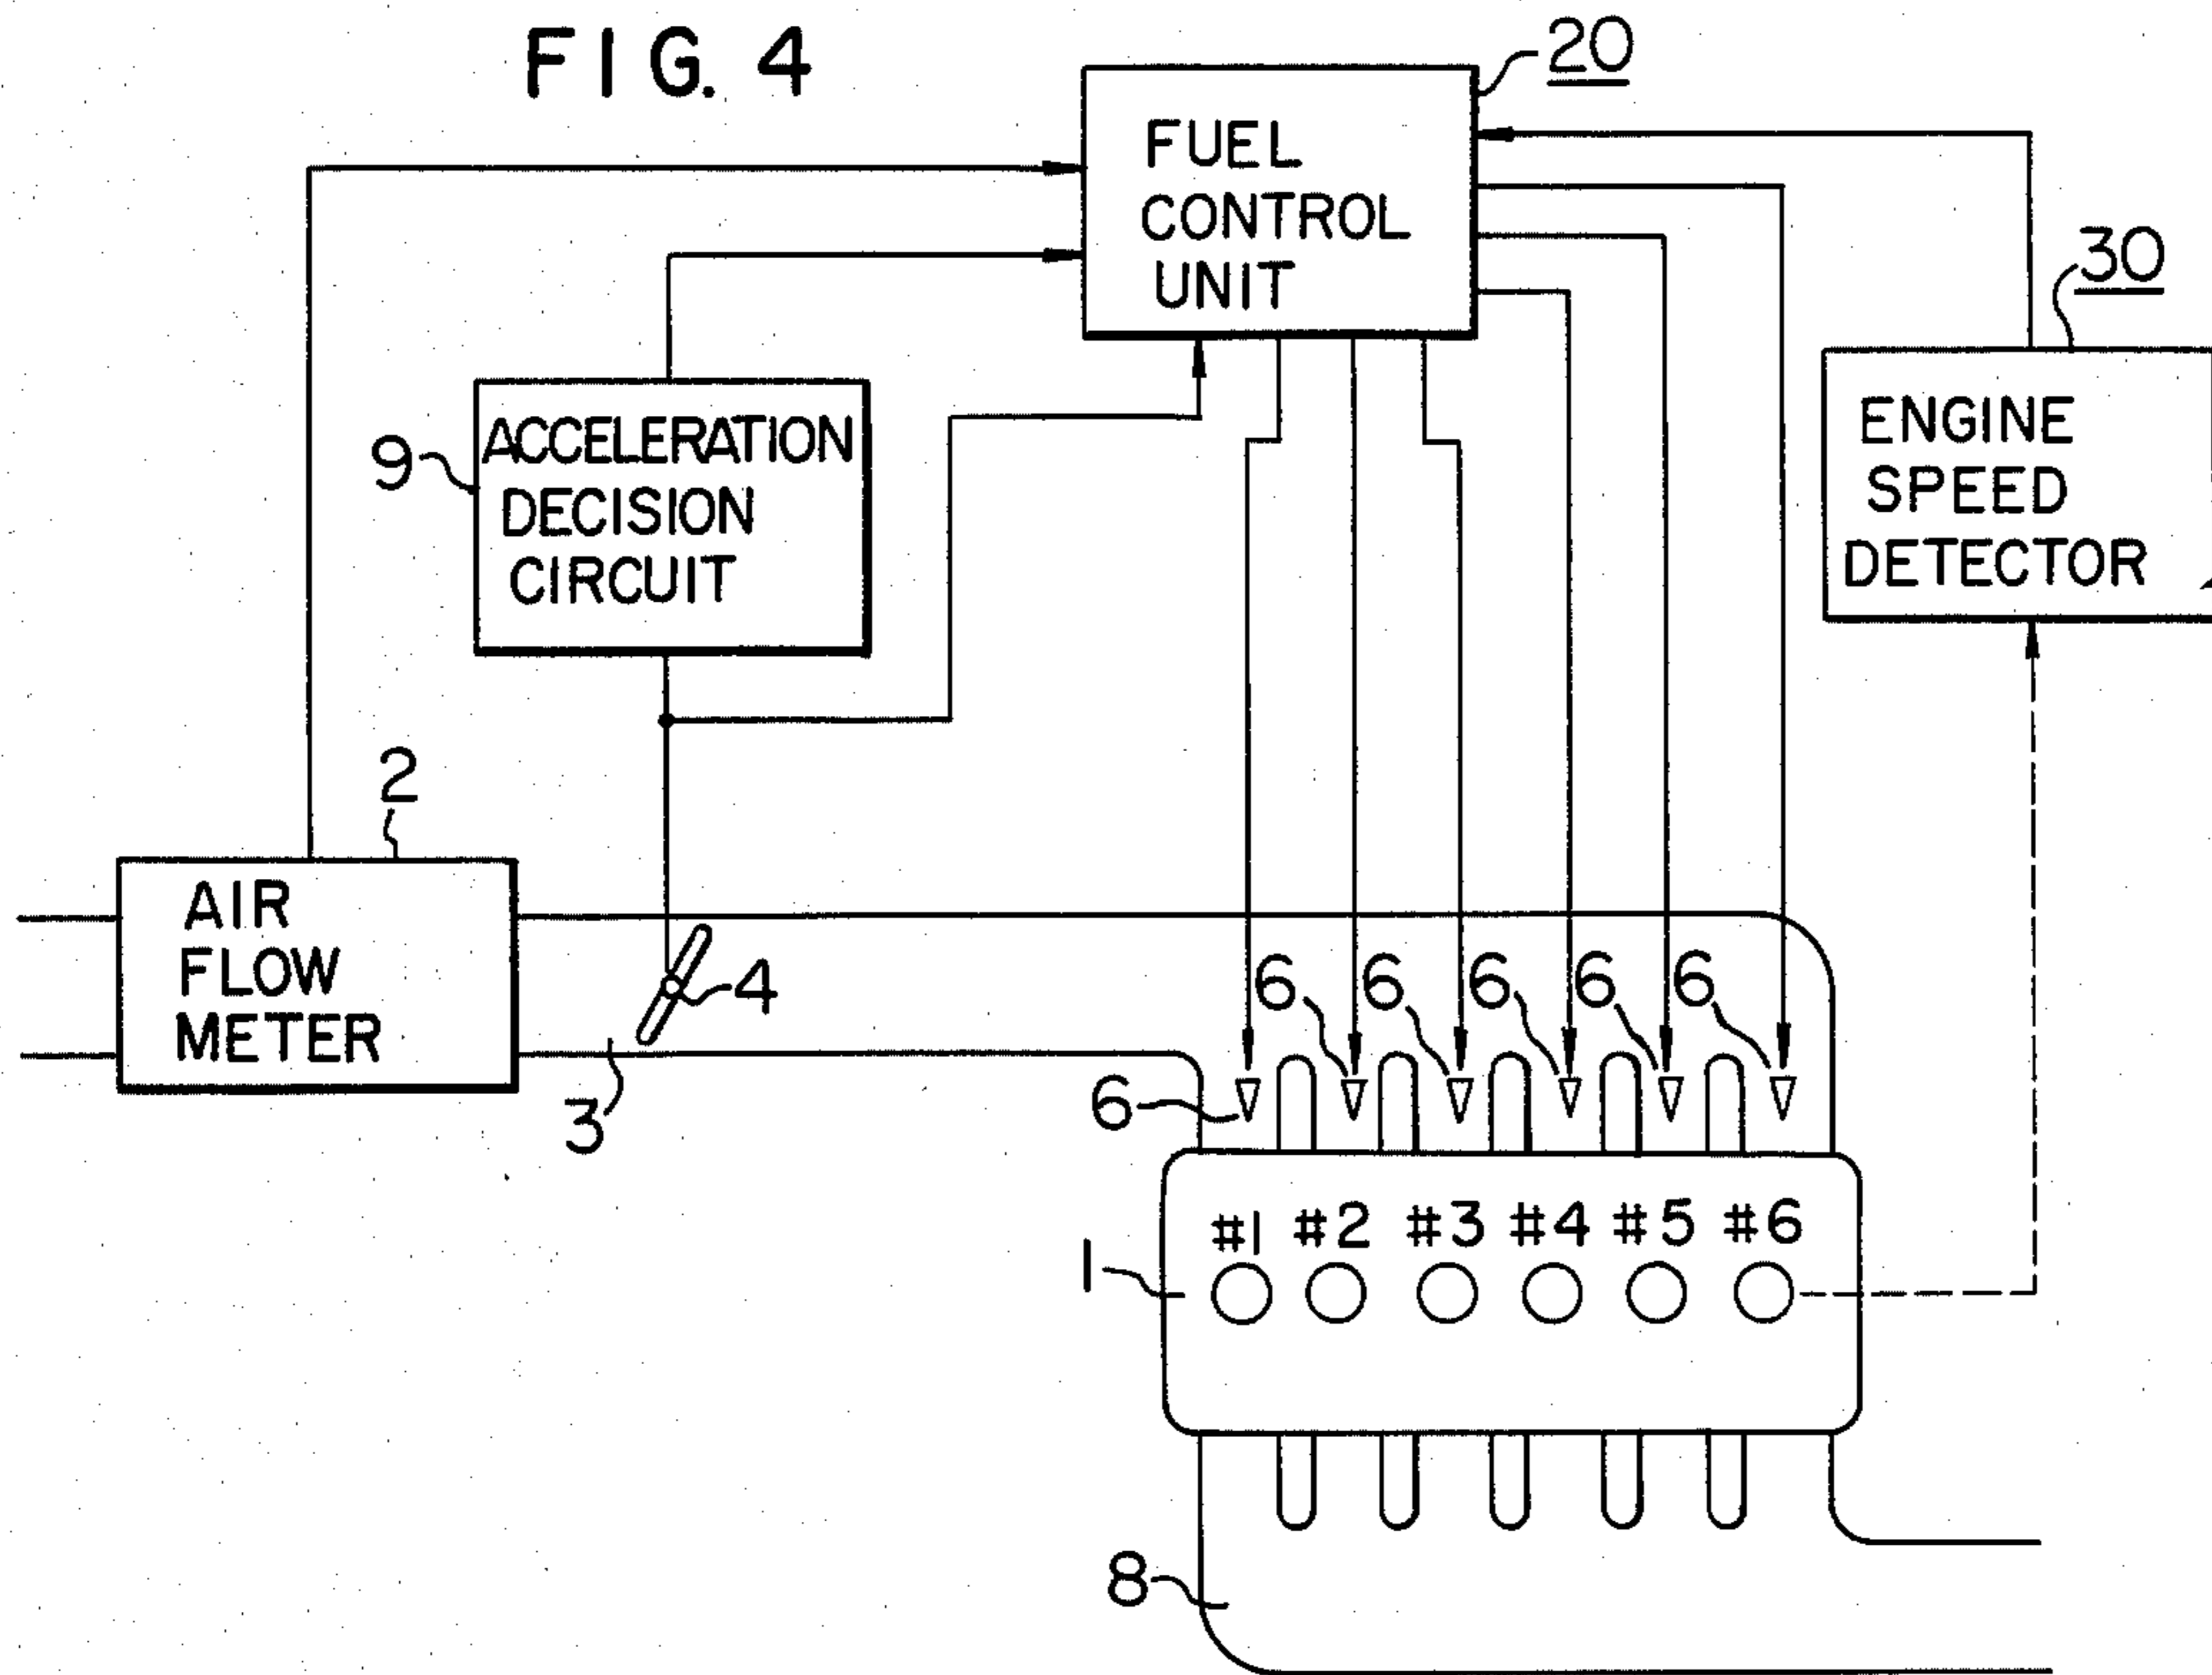 FIG. 4
20
FUEL
CONTROL
UNIT
30
ENGINE
SPEED
DETECTOR
9
ACCELERATION
DECISION
CIRCUIT
2
AIR
FLOW
METER
4
3
6 6 6 6 6
6
#1 #2 #3 #4 #5 #6
1
8